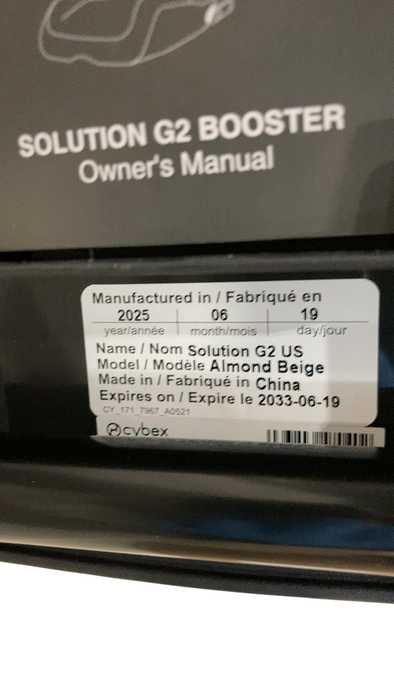 SOLUTION G2 BOOSTER
Owner's Manual
Manufactured in / Fabriqué en
2025 06 19
year/année month/mois day/jour
Name / Nom Solution G2 US
Model / Modèle Almond Beige
Made in / Fabriqué in China
Expires on / Expire le 2033-06-19
CY_171_7967_A0521
cybex